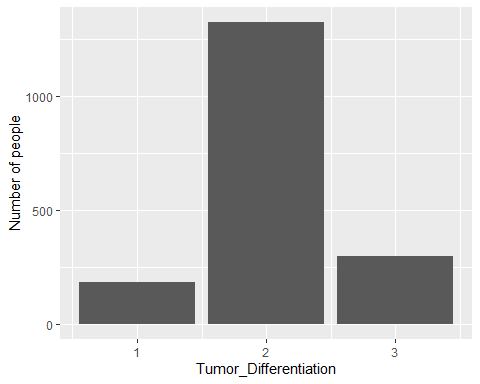 Number of people
1000
500
0
1 2 3
Tumor_Differentiation